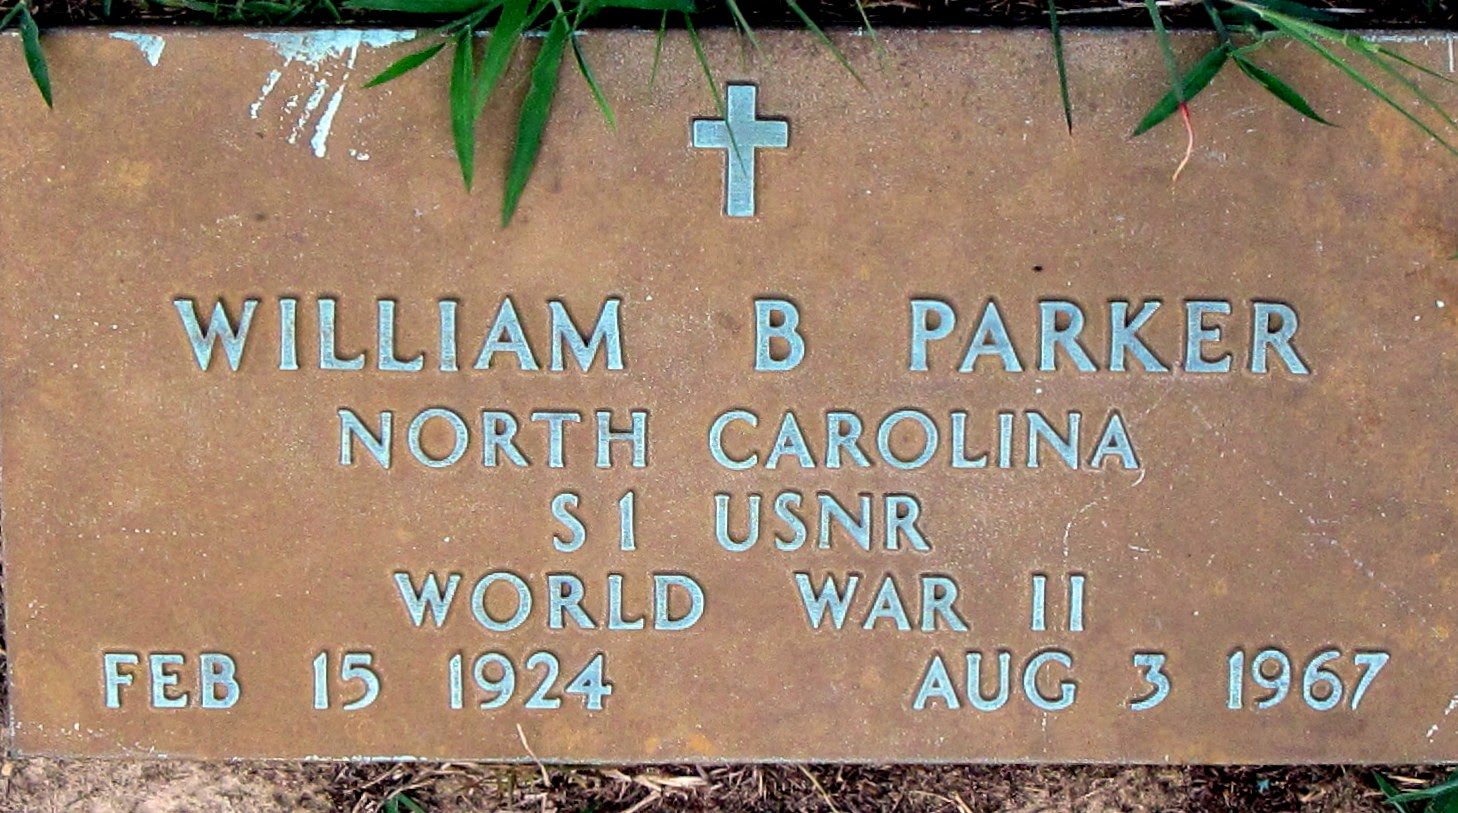 WILLIAM B PARKER
NORTH CAROLINA
S1 USNR
WORLD WAR II
FEB 15 1924 AUG 3 1967